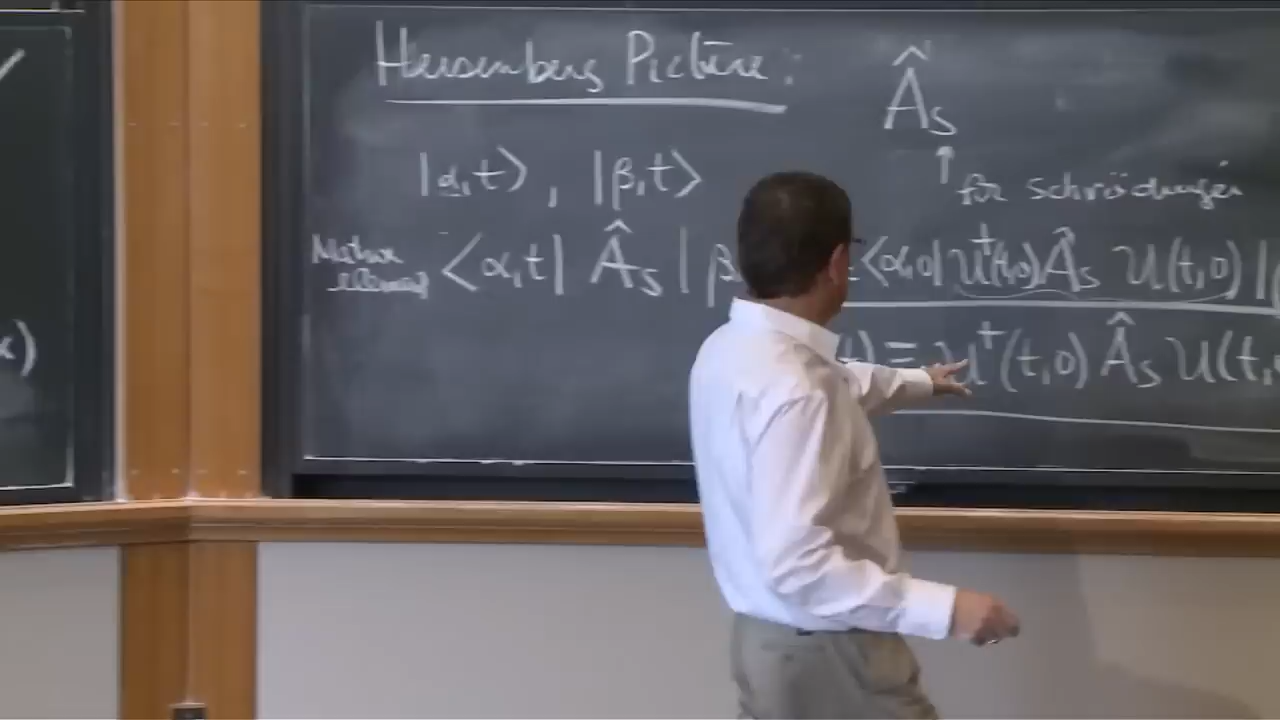 Heisenberg Picture:
Â_S
↑ for Schrödinger
|α,t⟩, |β,t⟩
Matrix element ⟨α,t| Â_S |β ⟨α,0| U†(t,0) Â_S U(t,0) |
t) ≡ U†(t,0) Â_S U(t,
x)